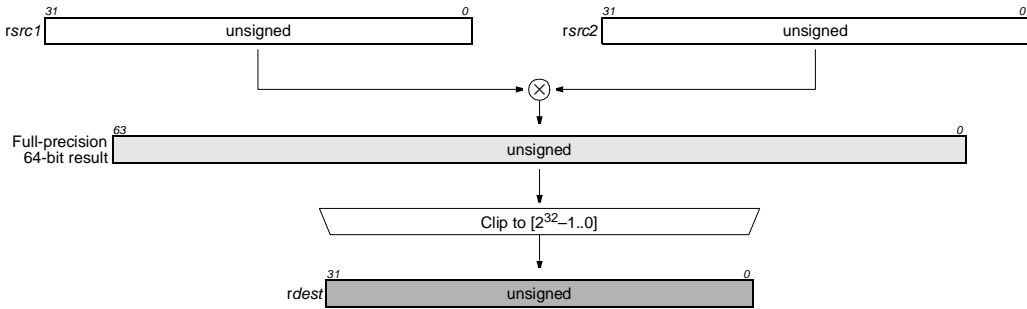 31 0 31 0
rsrc1 unsigned rsrc2 unsigned
63 0
Full-precision
64-bit result
unsigned
Clip to [2³²–1..0]
31 0
rdest unsigned